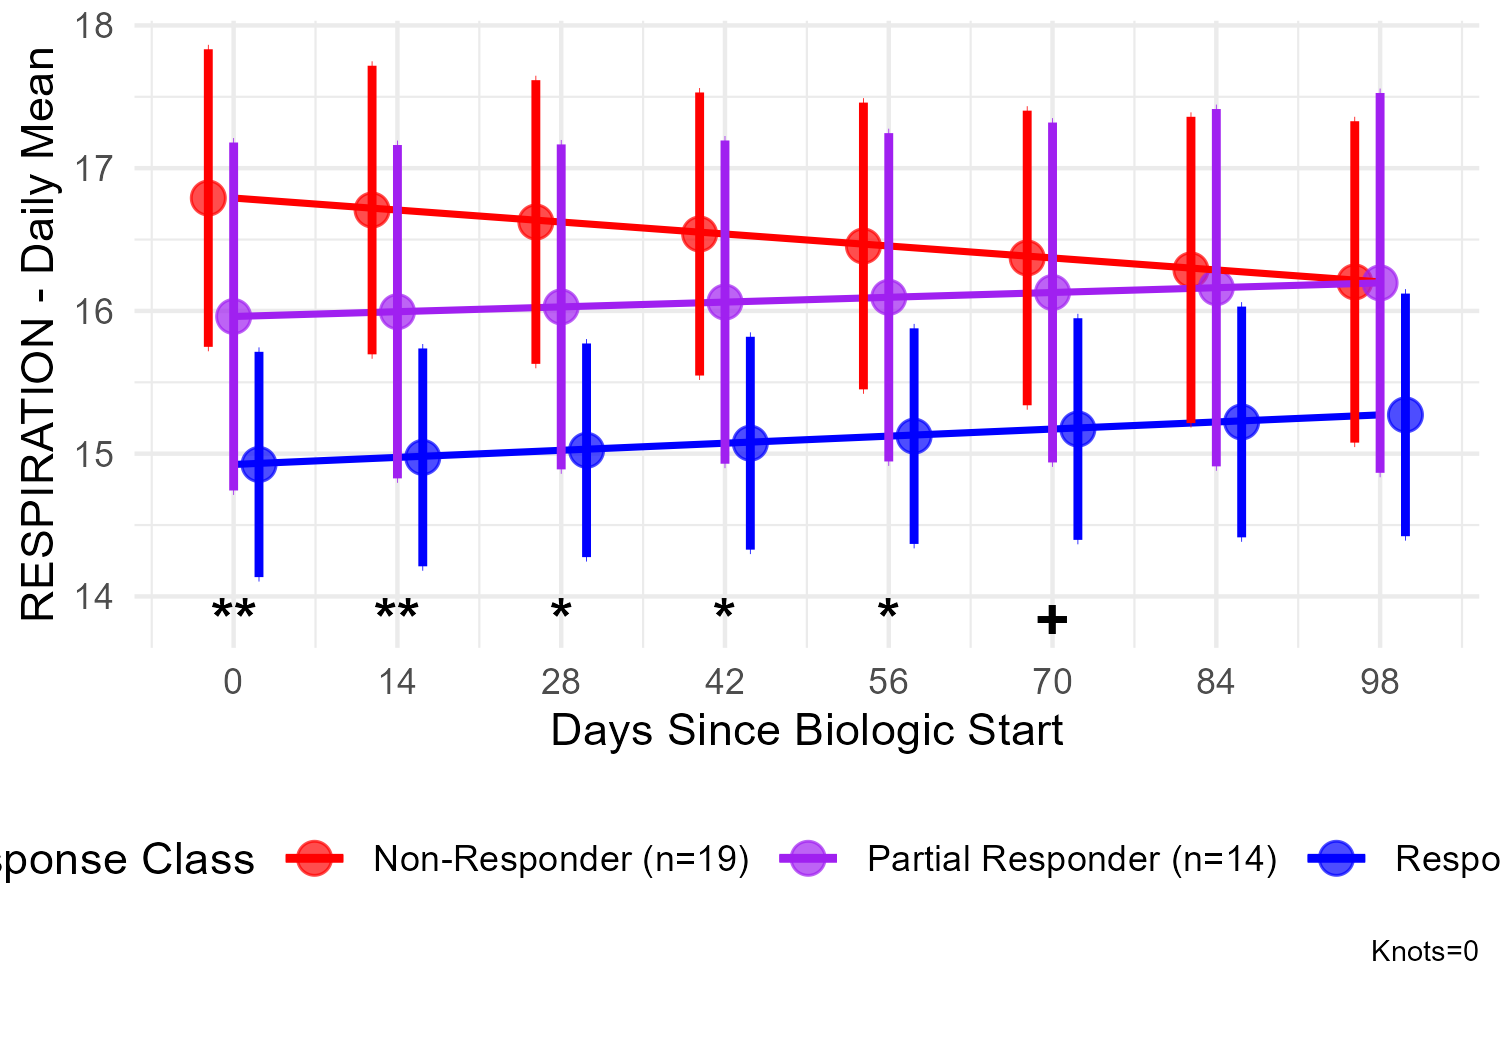 RESPIRATION - Daily Mean
18
17
16
15
14
** ** * * * +
0 14 28 42 56 70 84 98
Days Since Biologic Start
sponse Class Non-Responder (n=19) Partial Responder (n=14) Respo
Knots=0